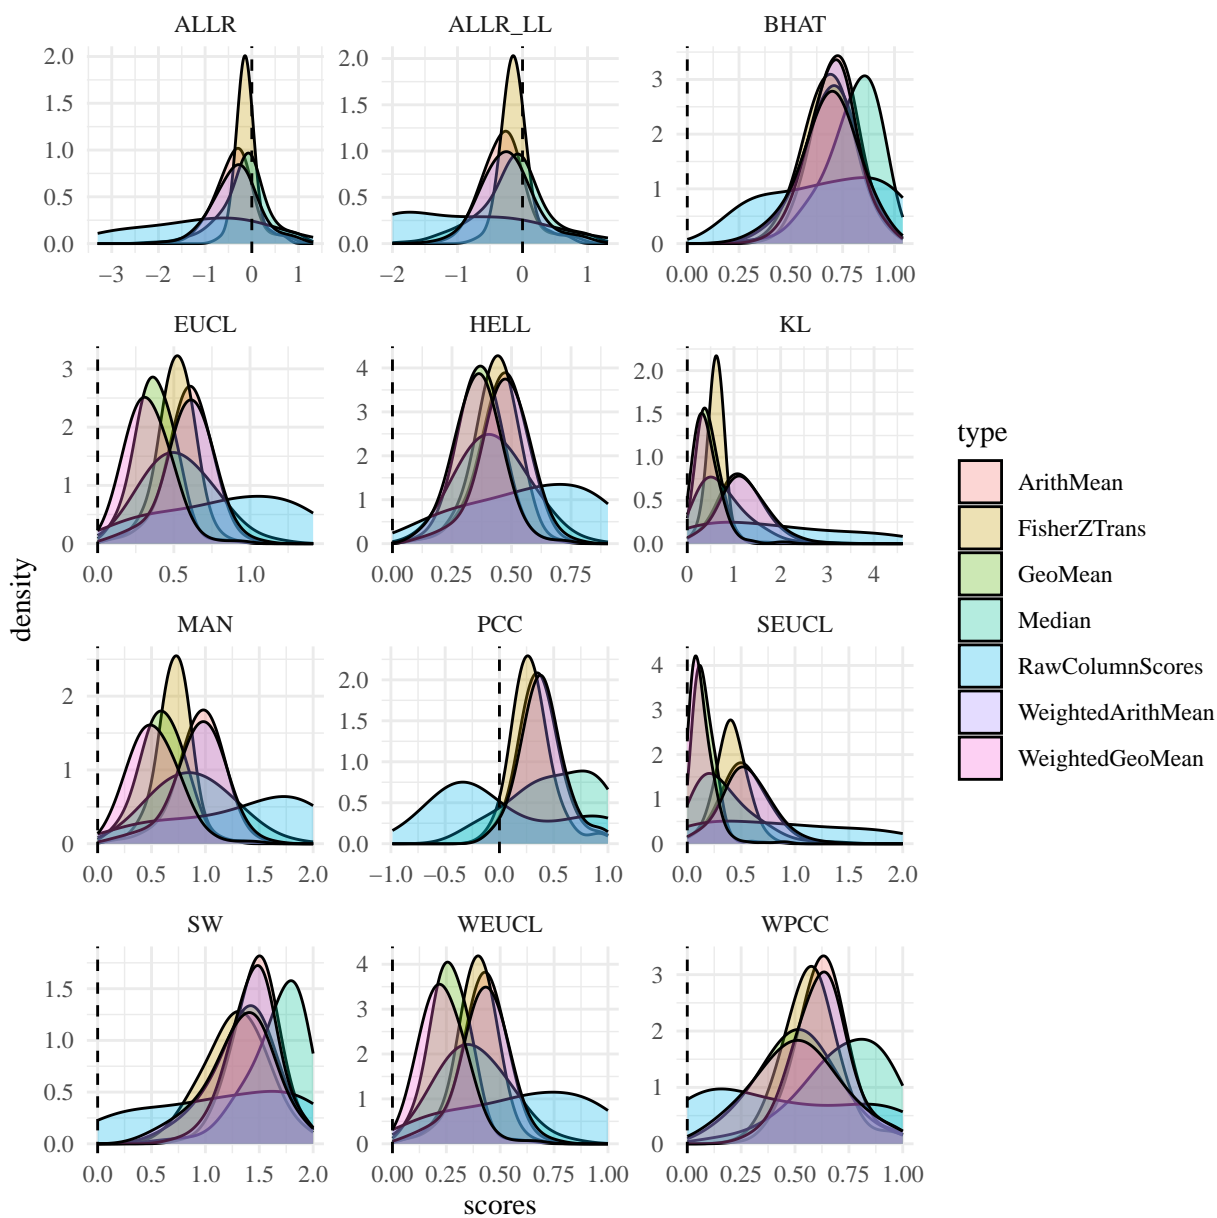 ALLR ALLR_LL BHAT
2.0
1.5
1.0
0.5
0.0
−3 −2 −1 0 1
2.0
1.5
1.0
0.5
0.0
−2 −1 0 1
3
2
1
0
0.00 0.25 0.50 0.75 1.00
EUCL HELL KL
3
2
1
0
0.0 0.5 1.0
4
3
2
1
0
0.00 0.25 0.50 0.75
2.0
1.5
1.0
0.5
0.0
0 1 2 3 4
MAN PCC SEUCL
2
1
0
0.0 0.5 1.0 1.5 2.0
2.0
1.5
1.0
0.5
0.0
−1.0 −0.5 0.0 0.5 1.0
4
3
2
1
0
0.0 0.5 1.0 1.5 2.0
SW WEUCL WPCC
1.5
1.0
0.5
0.0
0.0 0.5 1.0 1.5 2.0
4
3
2
1
0
0.00 0.25 0.50 0.75 1.00
3
2
1
0
0.00 0.25 0.50 0.75 1.00
density
scores
type
ArithMean
FisherZTrans
GeoMean
Median
RawColumnScores
WeightedArithMean
WeightedGeoMean